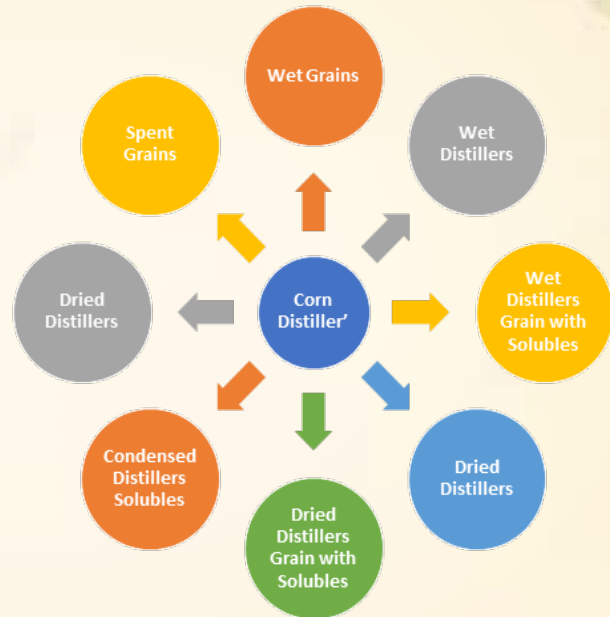 Wet Grains
Spent
Grains
Wet
Distillers
Dried
Distillers
Corn
Distiller’
Wet
Distillers
Grain with
Solubles
Condensed
Distillers
Solubles
Dried
Distillers
Dried
Distillers
Grain with
Solubles